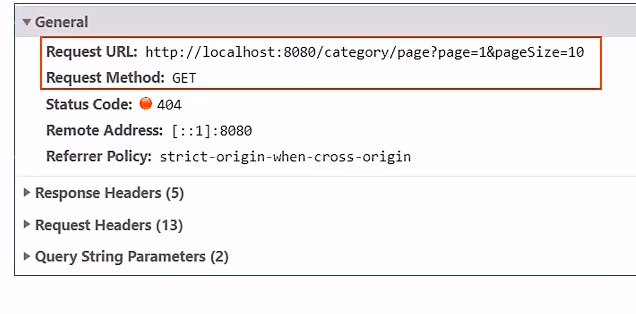 General
Request URL: http://localhost:8080/category/page?page=1&pageSize=10
Request Method: GET
Status Code: 404
Remote Address: [::1]:8080
Referrer Policy: strict-origin-when-cross-origin
Response Headers (5)
Request Headers (13)
Query String Parameters (2)